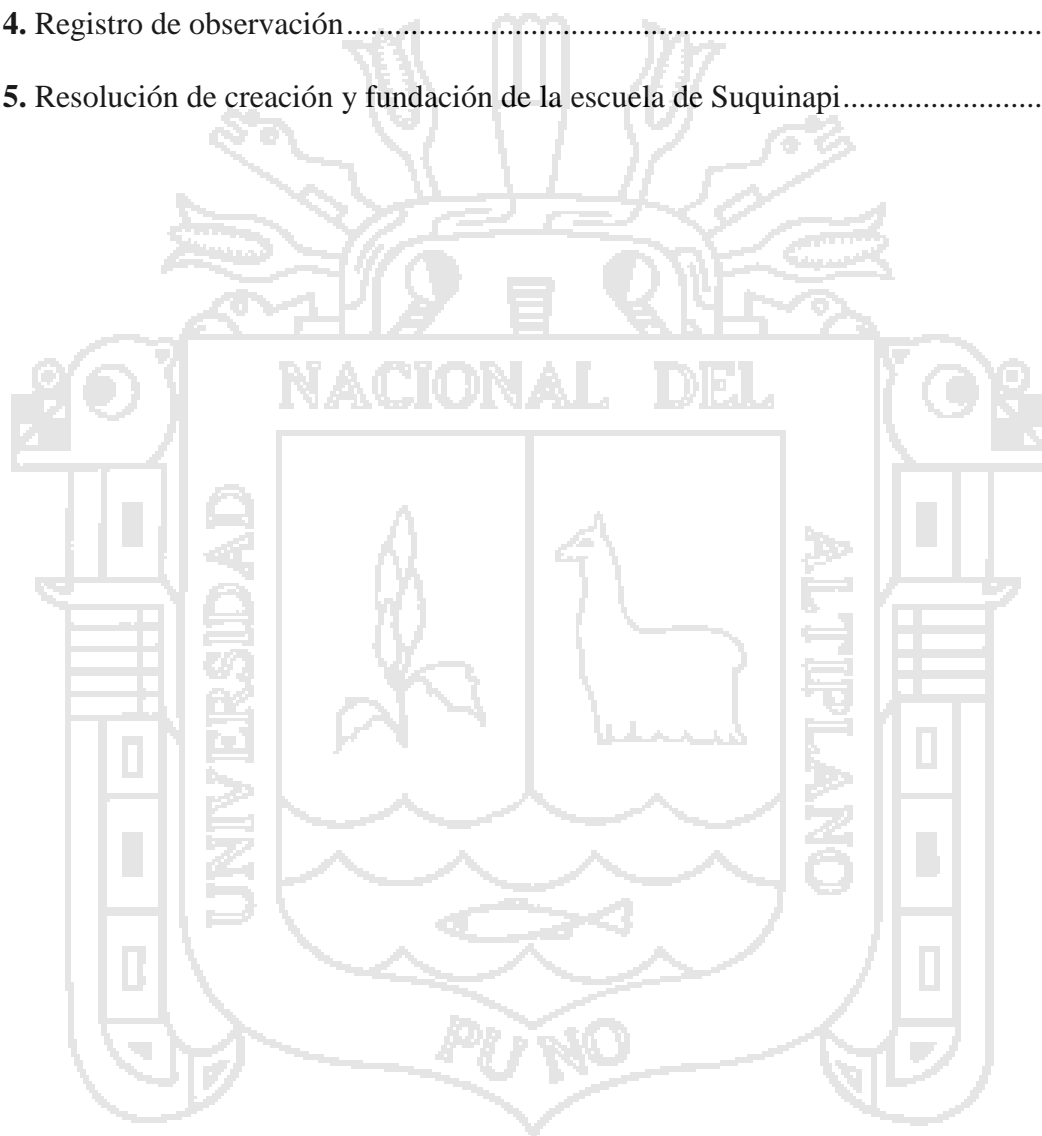 4. Registro de observación................................................................................
5. Resolución de creación y fundación de la escuela de Suquinapi.........................
NACIONAL DEL
UNIVERSIDAD
ALTIPLANO
PUNO